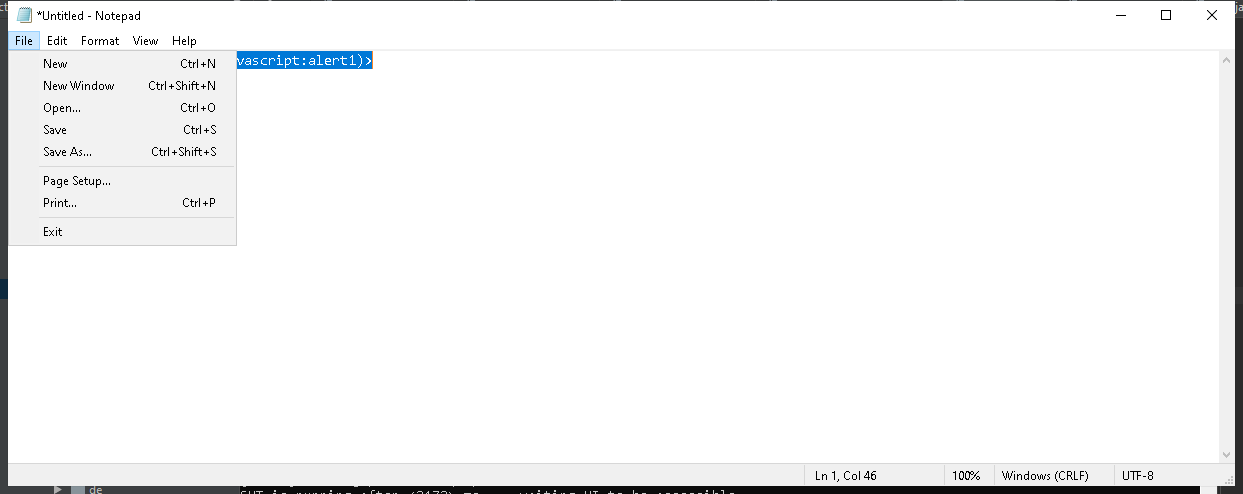 *Untitled - Notepad
File Edit Format View Help
vascript:alert1)>
New Ctrl+N
New Window Ctrl+Shift+N
Open... Ctrl+O
Save Ctrl+S
Save As... Ctrl+Shift+S
Page Setup...
Print... Ctrl+P
Exit
Ln 1, Col 46 100% Windows (CRLF) UTF-8
de